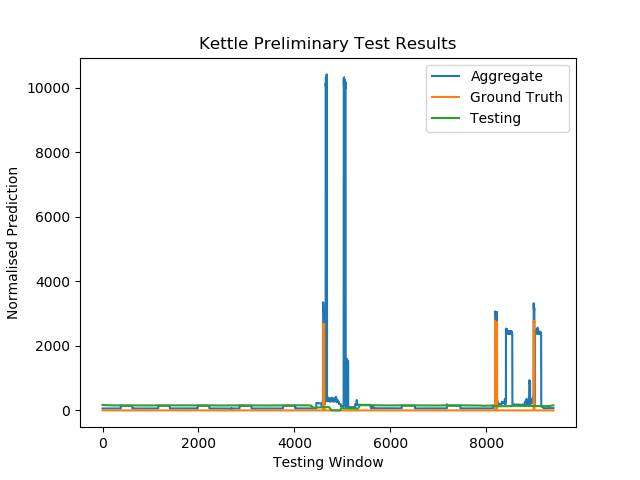 Kettle Preliminary Test Results
Aggregate
Ground Truth
Testing
Normalised Prediction
10000
8000
6000
4000
2000
0
0 2000 4000 6000 8000
Testing Window